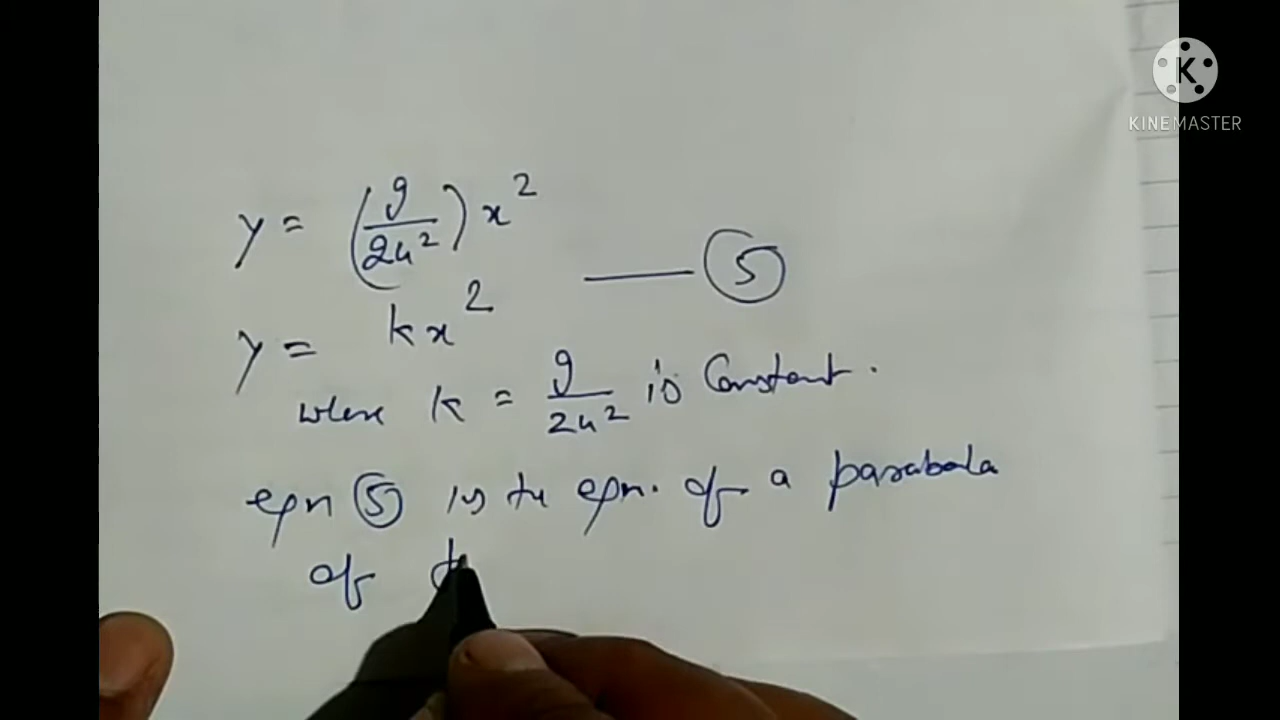 K
KINEMASTER
y = (g/2u²) x²
⑤
y = kx²
where k = g/2u² is Constant.
eqn ⑤ is the eqn. of a parabola
of